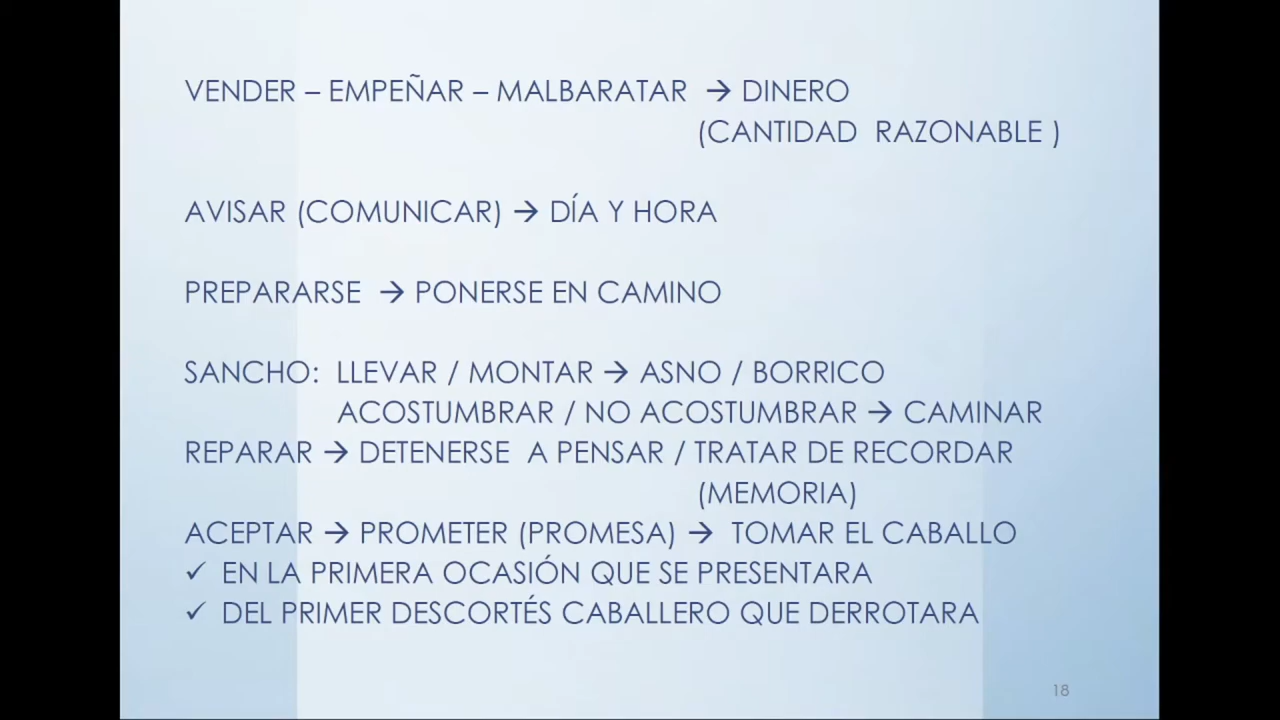 VENDER – EMPEÑAR – MALBARATAR → DINERO
(CANTIDAD RAZONABLE )
AVISAR (COMUNICAR) → DÍA Y HORA
PREPARARSE → PONERSE EN CAMINO
SANCHO: LLEVAR / MONTAR → ASNO / BORRICO
ACOSTUMBRAR / NO ACOSTUMBRAR → CAMINAR
REPARAR → DETENERSE A PENSAR / TRATAR DE RECORDAR
(MEMORIA)
ACEPTAR → PROMETER (PROMESA) → TOMAR EL CABALLO
✓ EN LA PRIMERA OCASIÓN QUE SE PRESENTARA
✓ DEL PRIMER DESCORTÉS CABALLERO QUE DERROTARA
18